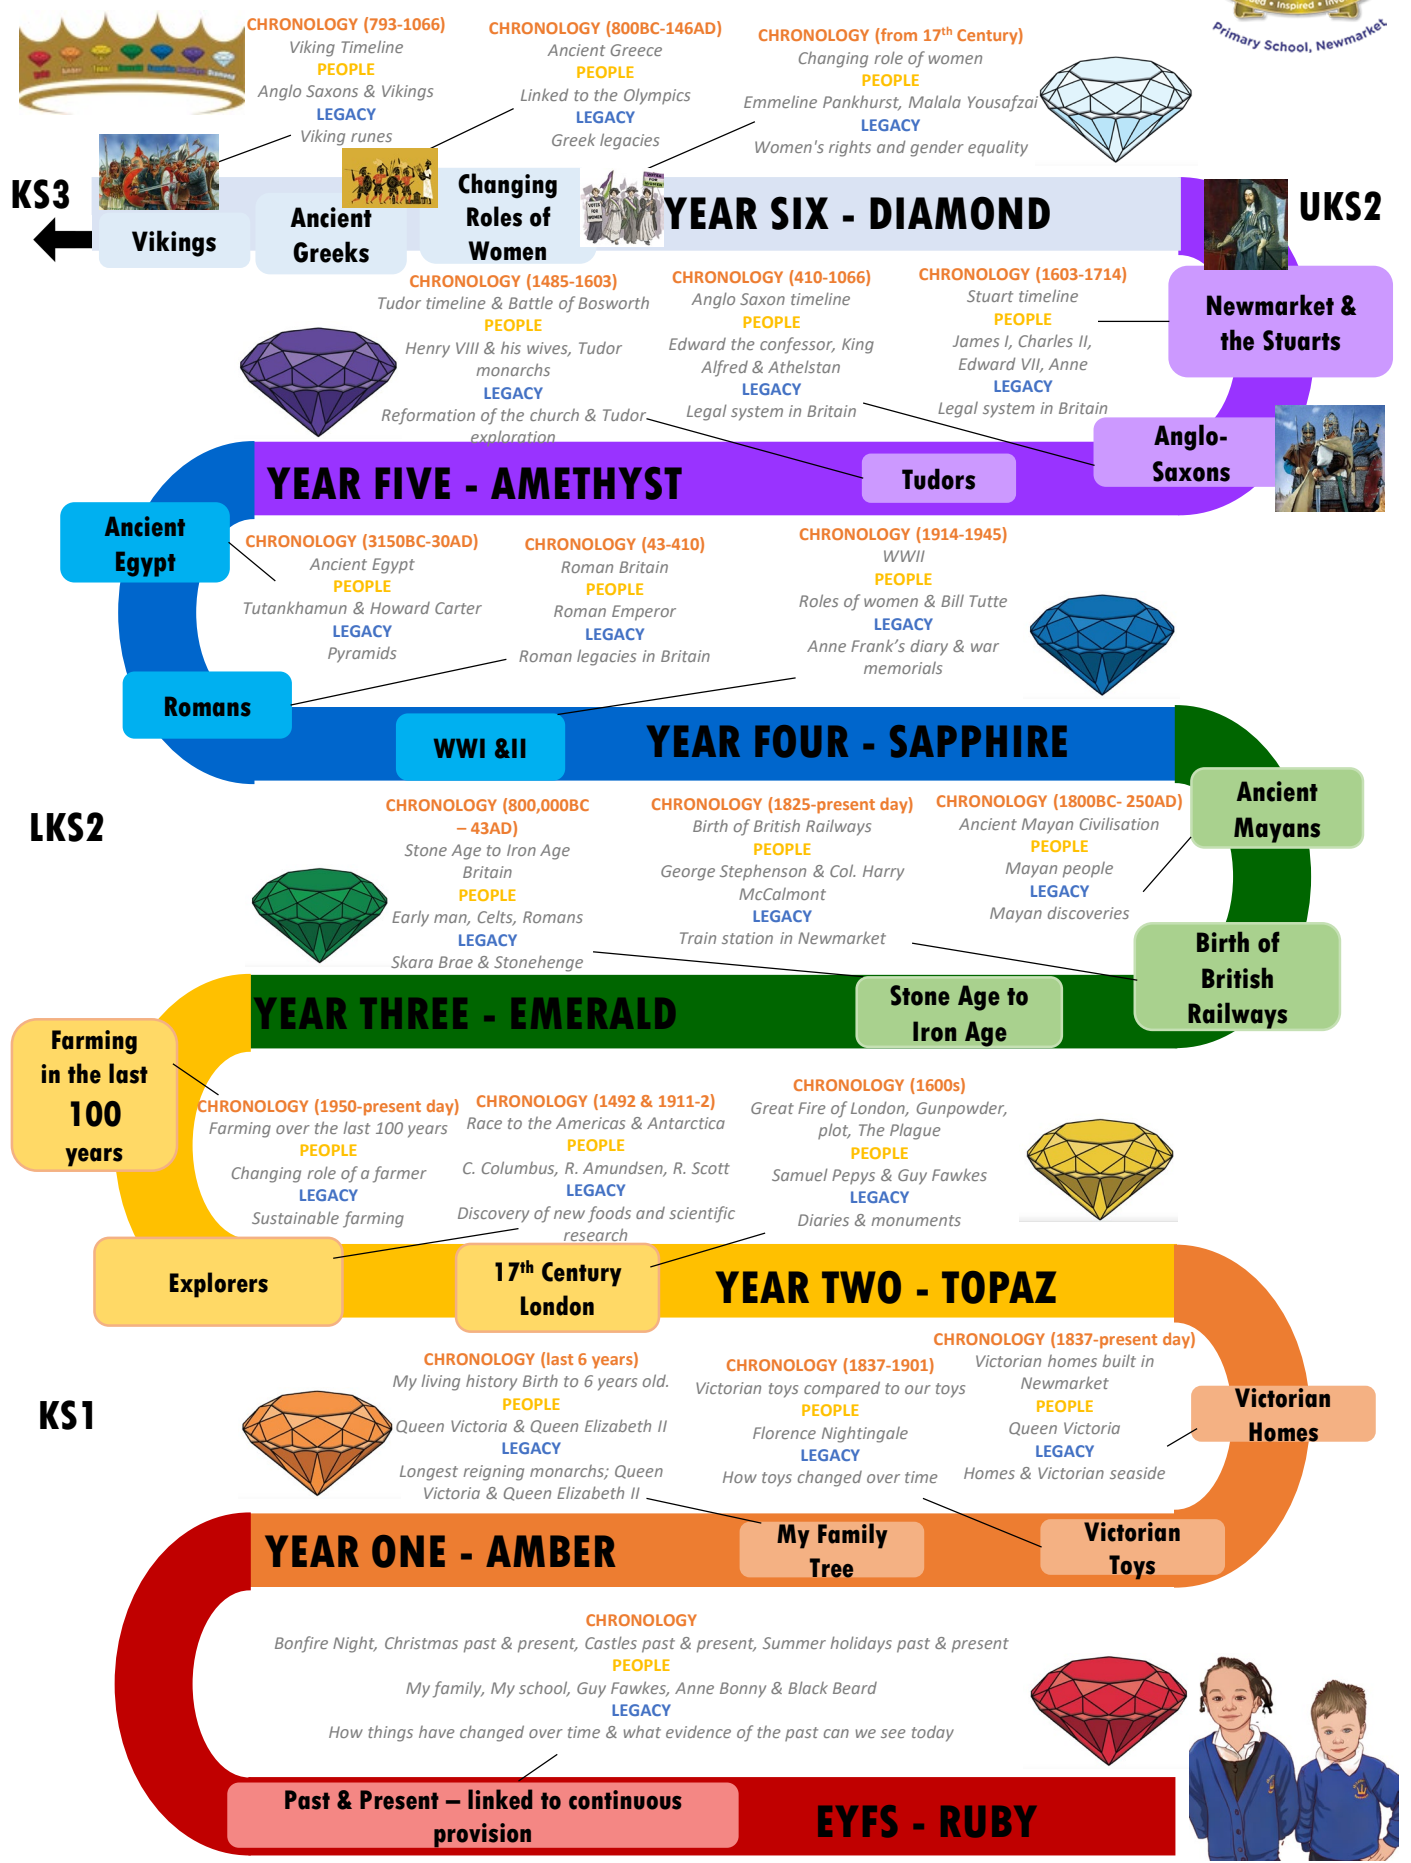 • Inspired •
Primary School, Newmarket
CHRONOLOGY (793-1066)
Viking Timeline
PEOPLE
Anglo Saxons & Vikings
LEGACY
Viking runes
CHRONOLOGY (800BC-146AD)
Ancient Greece
PEOPLE
Linked to the Olympics
LEGACY
Greek legacies
CHRONOLOGY (from 17th Century)
Changing role of women
PEOPLE
Emmeline Pankhurst, Malala Yousafzai
LEGACY
Women's rights and gender equality
KS3
Vikings
Ancient
Greeks
Changing
Roles of
Women
VOTES
FOR
WOMEN
YEAR SIX - DIAMOND
UKS2
CHRONOLOGY (1485-1603)
Tudor timeline & Battle of Bosworth
PEOPLE
Henry VIII & his wives, Tudor
monarchs
LEGACY
Reformation of the church & Tudor
exploration
CHRONOLOGY (410-1066)
Anglo Saxon timeline
PEOPLE
Edward the confessor, King
Alfred & Athelstan
LEGACY
Legal system in Britain
CHRONOLOGY (1603-1714)
Stuart timeline
PEOPLE
James I, Charles II,
Edward VII, Anne
LEGACY
Legal system in Britain
Newmarket &
the Stuarts
Anglo-
Saxons
YEAR FIVE - AMETHYST
Tudors
Ancient
Egypt
CHRONOLOGY (3150BC-30AD)
Ancient Egypt
PEOPLE
Tutankhamun & Howard Carter
LEGACY
Pyramids
CHRONOLOGY (43-410)
Roman Britain
PEOPLE
Roman Emperor
LEGACY
Roman legacies in Britain
CHRONOLOGY (1914-1945)
WWII
PEOPLE
Roles of women & Bill Tutte
LEGACY
Anne Frank's diary & war
memorials
Romans
WWI &II
YEAR FOUR - SAPPHIRE
LKS2
CHRONOLOGY (800,000BC
– 43AD)
Stone Age to Iron Age
Britain
PEOPLE
Early man, Celts, Romans
LEGACY
Skara Brae & Stonehenge
CHRONOLOGY (1825-present day)
Birth of British Railways
PEOPLE
George Stephenson & Col. Harry
McCalmont
LEGACY
Train station in Newmarket
CHRONOLOGY (1800BC- 250AD)
Ancient Mayan Civilisation
PEOPLE
Mayan people
LEGACY
Mayan discoveries
Ancient
Mayans
Birth of
British
Railways
YEAR THREE - EMERALD
Stone Age to
Iron Age
Farming
in the last
100
years
CHRONOLOGY (1950-present day)
Farming over the last 100 years
PEOPLE
Changing role of a farmer
LEGACY
Sustainable farming
CHRONOLOGY (1492 & 1911-2)
Race to the Americas & Antarctica
PEOPLE
C. Columbus, R. Amundsen, R. Scott
LEGACY
Discovery of new foods and scientific
research
CHRONOLOGY (1600s)
Great Fire of London, Gunpowder,
plot, The Plague
PEOPLE
Samuel Pepys & Guy Fawkes
LEGACY
Diaries & monuments
Explorers
17th Century
London
YEAR TWO - TOPAZ
KS1
CHRONOLOGY (last 6 years)
My living history Birth to 6 years old.
PEOPLE
Queen Victoria & Queen Elizabeth II
LEGACY
Longest reigning monarchs; Queen
Victoria & Queen Elizabeth II
CHRONOLOGY (1837-1901)
Victorian toys compared to our toys
PEOPLE
Florence Nightingale
LEGACY
How toys changed over time
CHRONOLOGY (1837-present day)
Victorian homes built in
Newmarket
PEOPLE
Queen Victoria
LEGACY
Homes & Victorian seaside
Victorian
Homes
YEAR ONE - AMBER
My Family
Tree
Victorian
Toys
CHRONOLOGY
Bonfire Night, Christmas past & present, Castles past & present, Summer holidays past & present
PEOPLE
My family, My school, Guy Fawkes, Anne Bonny & Black Beard
LEGACY
How things have changed over time & what evidence of the past can we see today
Past & Present – linked to continuous
provision
EYFS - RUBY